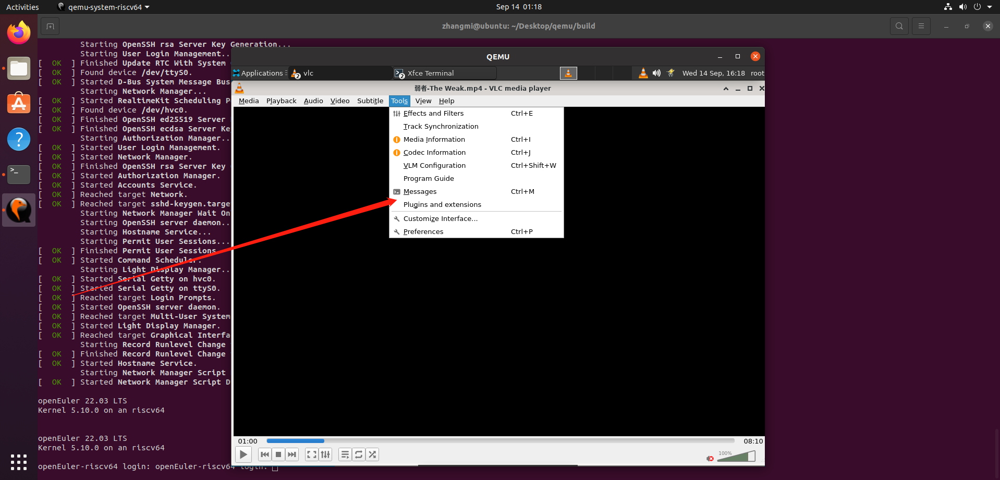 Activities
qemu-system-riscv64
Sep 14 01:18
zhangmi@ubuntu: ~/Desktop/qemu/build
Starting OpenSSH rsa Server Key Generation...
Starting User Login Management..
[ OK ] Finished Update RTC With System
[ OK ] Found device /dev/ttyS0.
[ OK ] Started D-Bus System Message Bus
Starting Network Manager...
[ OK ] Started RealtimeKit Scheduling P
[ OK ] Found device /dev/hvc0.
[ OK ] Finished OpenSSH ed25519 Server
[ OK ] Finished OpenSSH ecdsa Server Ke
Starting Authorization Manager..
[ OK ] Started User Login Management.
[ OK ] Started Network Manager.
[ OK ] Finished OpenSSH rsa Server Key
[ OK ] Started Authorization Manager.
[ OK ] Started Accounts Service.
[ OK ] Reached target Network.
[ OK ] Reached target sshd-keygen.targe
Starting Network Manager Wait On
Starting OpenSSH server daemon..
Starting Hostname Service...
Starting Permit User Sessions...
[ OK ] Finished Permit User Sessions
[ OK ] Started Command Scheduler.
Starting Light Display Manager..
[ OK ] Started Serial Getty on hvc0.
[ OK ] Started Serial Getty on ttyS0.
[ OK ] Reached target Login Prompts.
[ OK ] Started OpenSSH server daemon.
[ OK ] Reached target Multi-User System
[ OK ] Started Light Display Manager.
[ OK ] Reached target Graphical Interfa
Starting Record Runlevel Change
[ OK ] Finished Record Runlevel Change
[ OK ] Started Hostname Service.
Starting Network Manager Script
[ OK ] Started Network Manager Script D
openEuler 22.03 LTS
Kernel 5.10.0 on an riscv64
openEuler 22.03 LTS
Kernel 5.10.0 on an riscv64
openEuler-riscv64 login: openEuler-riscv64 login:
QEMU
Applications
2
vlc
2
Xfce Terminal
Wed 14 Sep, 16:18
root
弱者-The Weak.mp4 - VLC media player
Media Playback Audio Video Subtitle Tools View Help
Effects and Filters Ctrl+E
Track Synchronization
Media Information Ctrl+I
Codec Information Ctrl+J
VLM Configuration Ctrl+Shift+W
Program Guide
Messages Ctrl+M
Plugins and extensions
Customize Interface...
Preferences Ctrl+P
01:00
08:10
100%